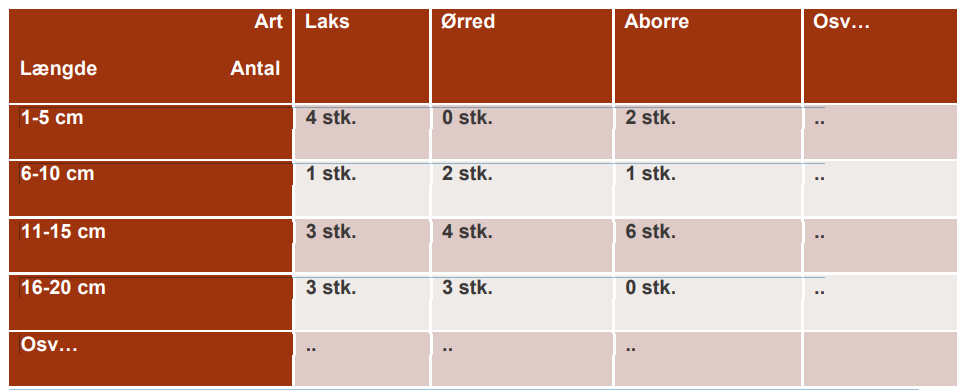 Art Laks Ørred Aborre Osv…
Længde Antal
1-5 cm 4 stk. 0 stk. 2 stk. ..
6-10 cm 1 stk. 2 stk. 1 stk. ..
11-15 cm 3 stk. 4 stk. 6 stk. ..
16-20 cm 3 stk. 3 stk. 0 stk. ..
Osv… .. .. ..